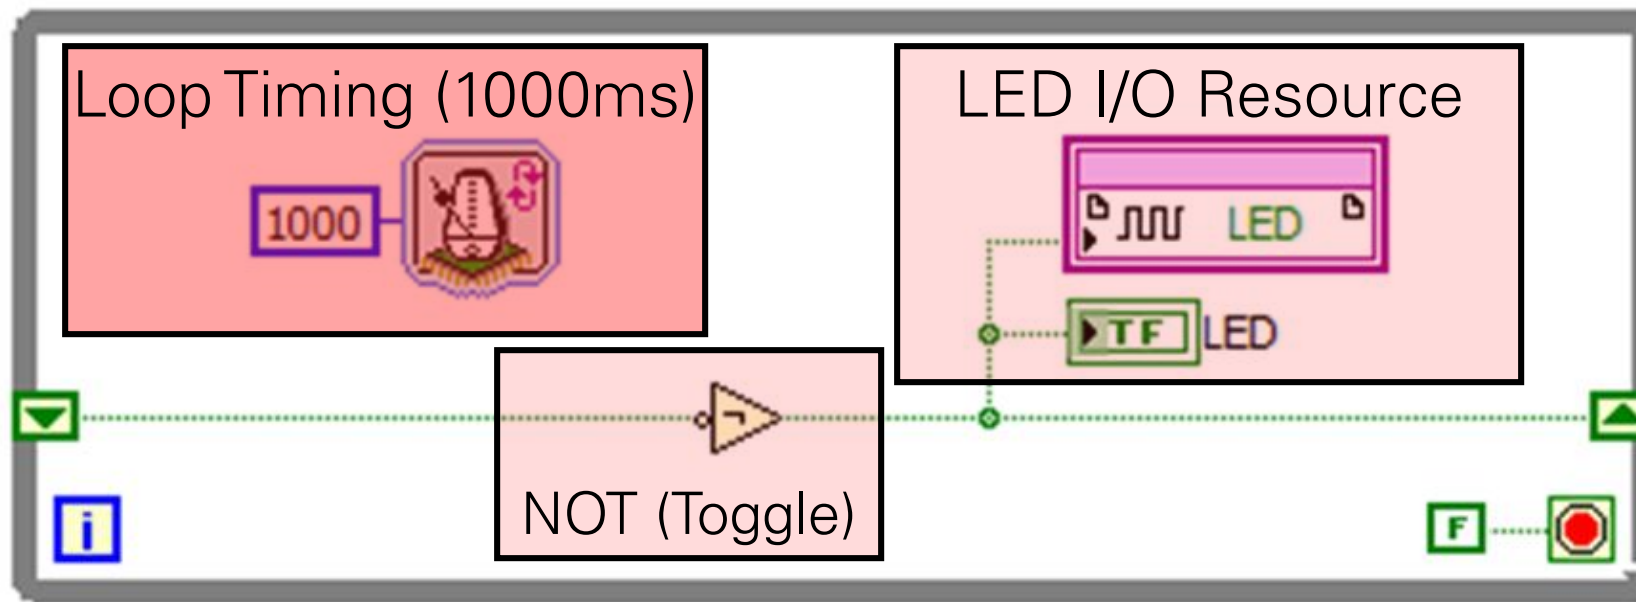 Loop Timing (1000ms)
1000
LED I/O Resource
LED
TF LED
NOT (Toggle)
i
F